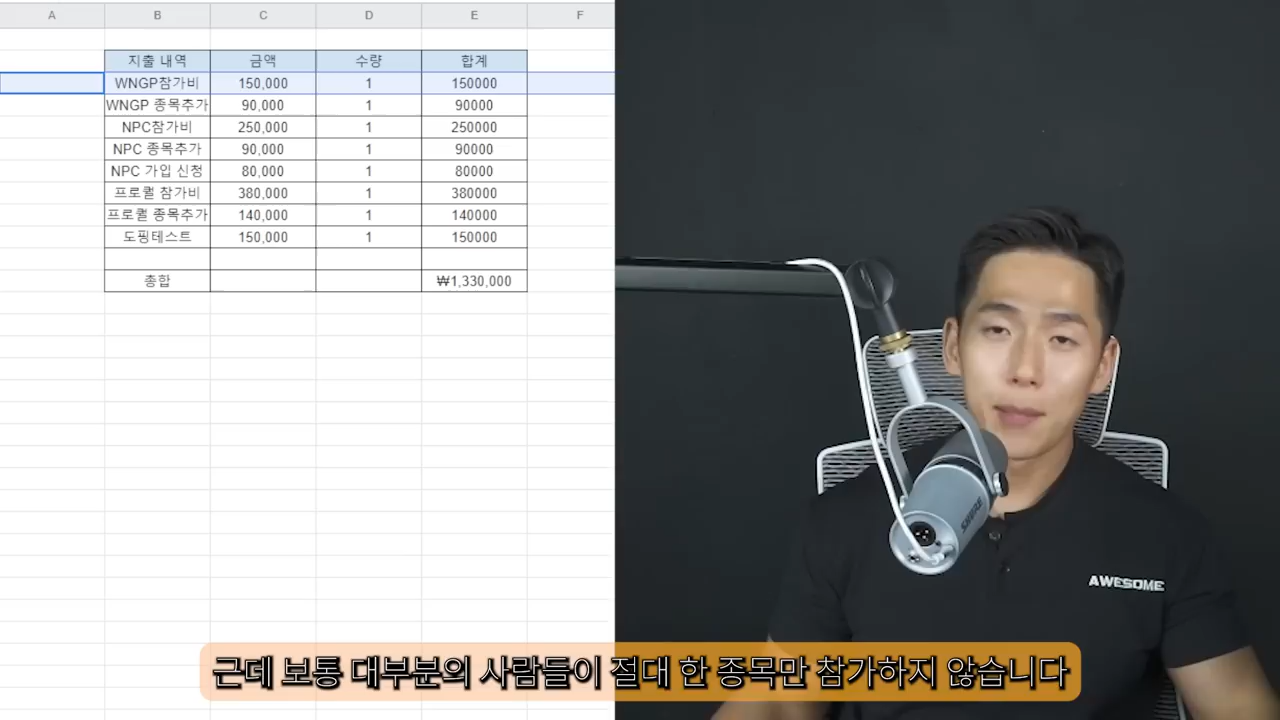 A B C D E F
지출 내역 금액 수량 합계
WNGP참가비 150,000 1 150000
WNGP 종목추가 90,000 1 90000
NPC참가비 250,000 1 250000
NPC 종목추가 90,000 1 90000
NPC 가입 신청 80,000 1 80000
프로퀄 참가비 380,000 1 380000
프로퀄 종목추가 140,000 1 140000
도핑테스트 150,000 1 150000
종합 ₩1,330,000
SHURE
AWESOME
근데 보통 대부분의 사람들이 절대 한 종목만 참가하지 않습니다